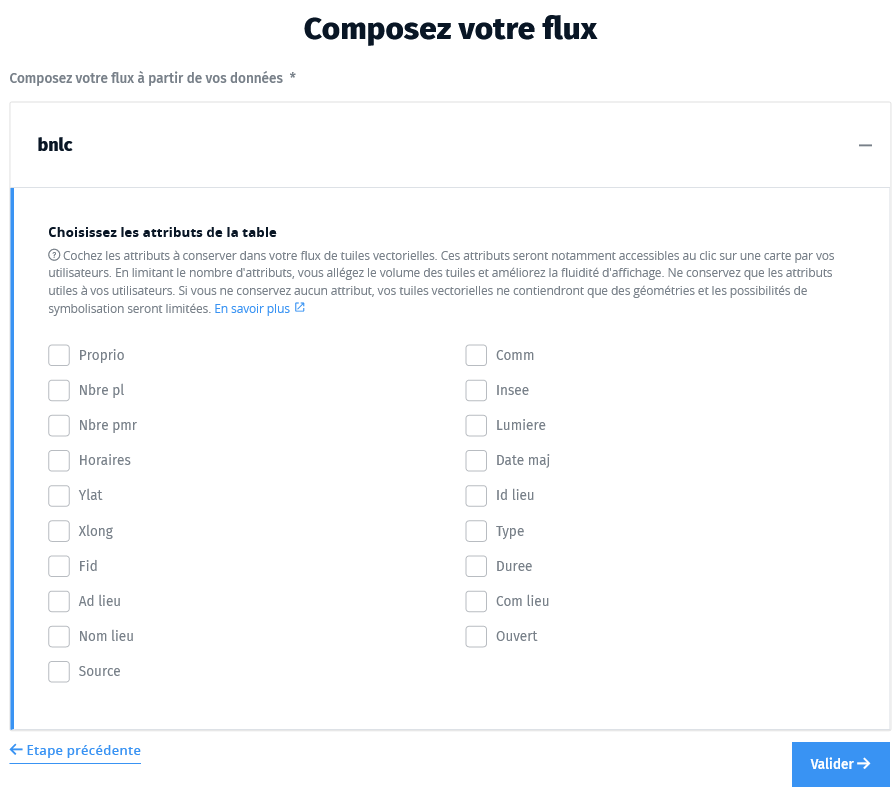 Composez votre flux
Composez votre flux à partir de vos données *
bnlc
Choisissez les attributs de la table
Cochez les attributs à conserver dans votre flux de tuiles vectorielles. Ces attributs seront notamment accessibles au clic sur une carte par vos
utilisateurs. En limitant le nombre d'attributs, vous allégez le volume des tuiles et améliorez la fluidité d'affichage. Ne conservez que les attributs
utiles à vos utilisateurs. Si vous ne conservez aucun attribut, vos tuiles vectorielles ne contiendront que des géométries et les possibilités de
symbolisation seront limitées. En savoir plus
Proprio
Comm
Nbre pl
Insee
Nbre pmr
Lumiere
Horaires
Date maj
Ylat
Id lieu
Xlong
Type
Fid
Duree
Ad lieu
Com lieu
Nom lieu
Ouvert
Source
Etape précédente
Valider